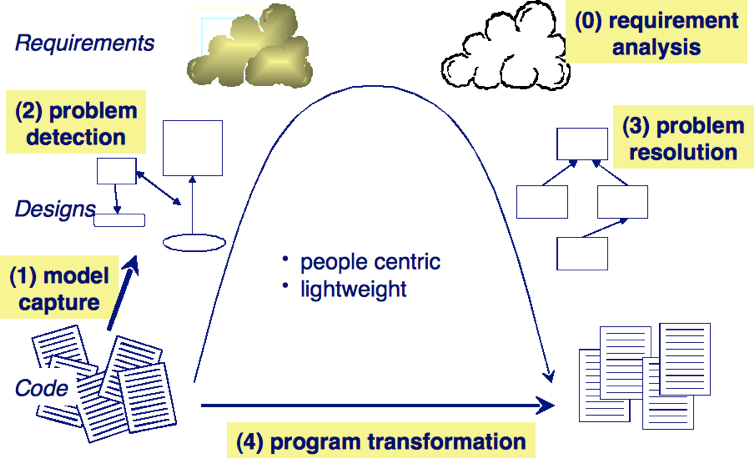 Requirements
(0) requirement
analysis
(2) problem
detection
(3) problem
resolution
Designs
• people centric
• lightweight
(1) model
capture
Code
(4) program transformation